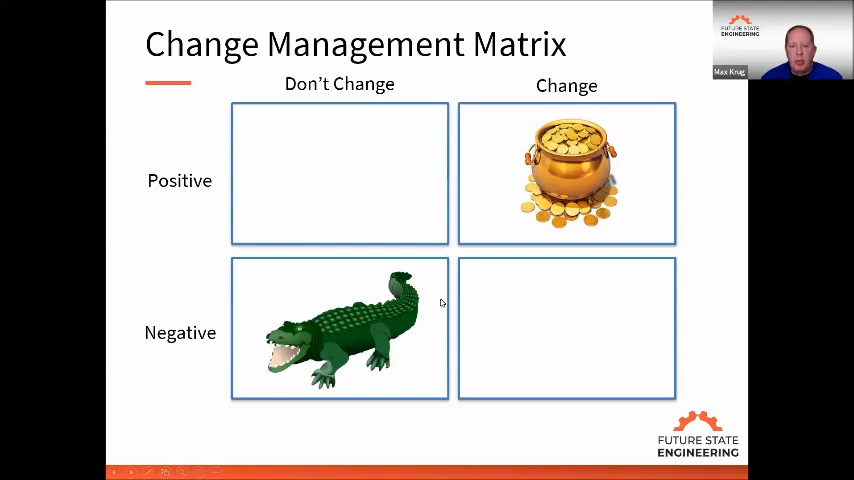 Change Management Matrix
FUTURE STATE
ENGINEERING
Max Krug
Don't Change
Change
Positive
Negative
FUTURE STATE
ENGINEERING